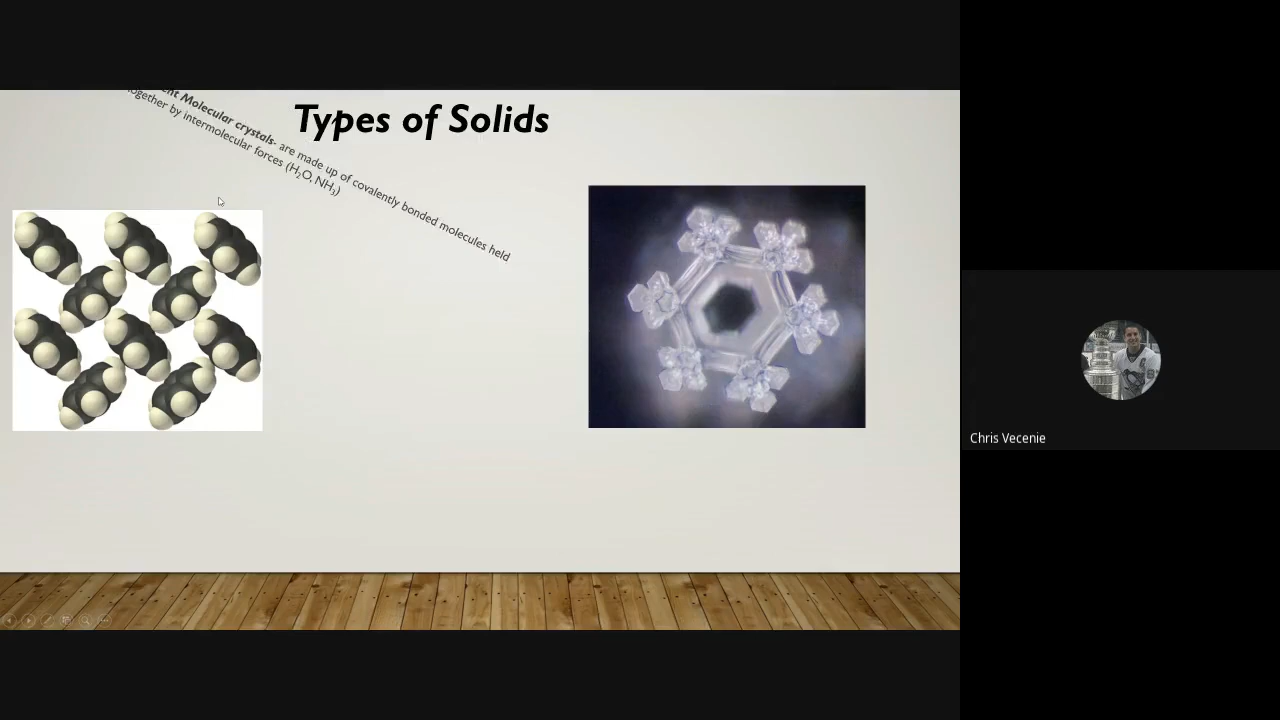 Types of Solids
Molecular crystals- are made up of covalently bonded molecules held
together by intermolecular forces (H₂O, NH₃)
Chris Vecenie